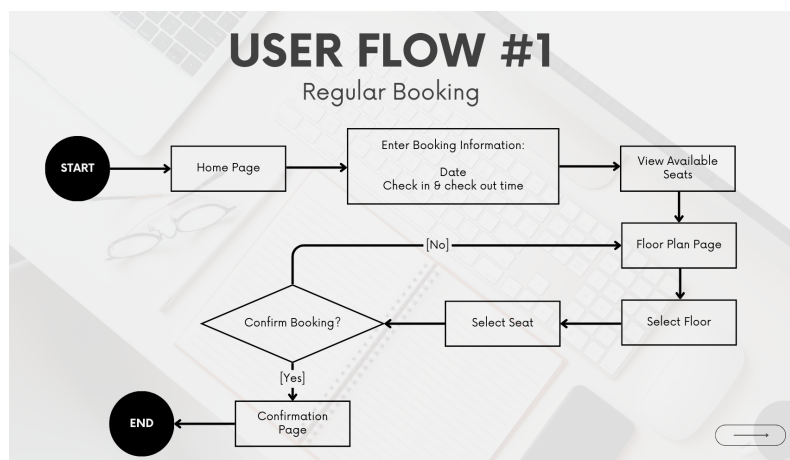 USER FLOW #1
Regular Booking
START
Home Page
Enter Booking Information:
Date
Check in & check out time
View Available
Seats
[No]
Floor Plan Page
Confirm Booking?
Select Seat
Select Floor
[Yes]
END
Confirmation
Page